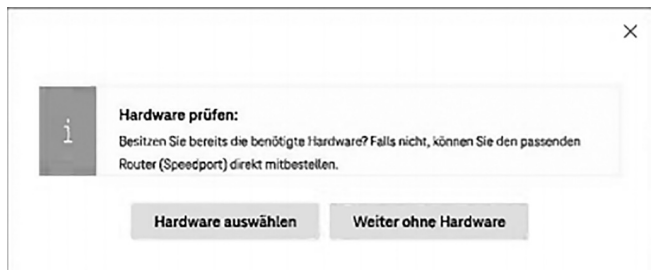 Hardware prüfen:
Besitzen Sie bereits die benötigte Hardware? Falls nicht, können Sie den passenden
Router (Speedport) direkt mitbestellen.
Hardware auswählen
Weiter ohne Hardware